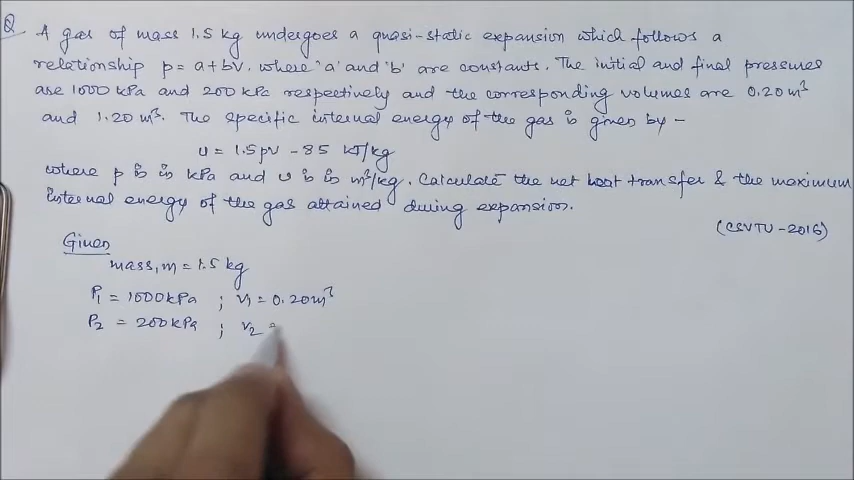 Q A gas of mass 1.5 kg undergoes a quasi-static expansion which follows a
relationship p = a + bV, where 'a' and 'b' are constants. The initial and final pressures
are 1000 kPa and 200 kPa respectively and the corresponding volumes are 0.20 m³
and 1.20 m³. The specific internal energy of the gas is given by -
u = 1.5pv - 85 kJ/kg
where p is in kPa and v is in m³/kg. Calculate the net heat transfer & the maximum
internal energy of the gas attained during expansion.
(CSVTU-2016)
Given
mass, m = 1.5 kg
P₁ = 1000 kPa ; V₁ = 0.20 m³
P₂ = 200 kPa ; V₂ =